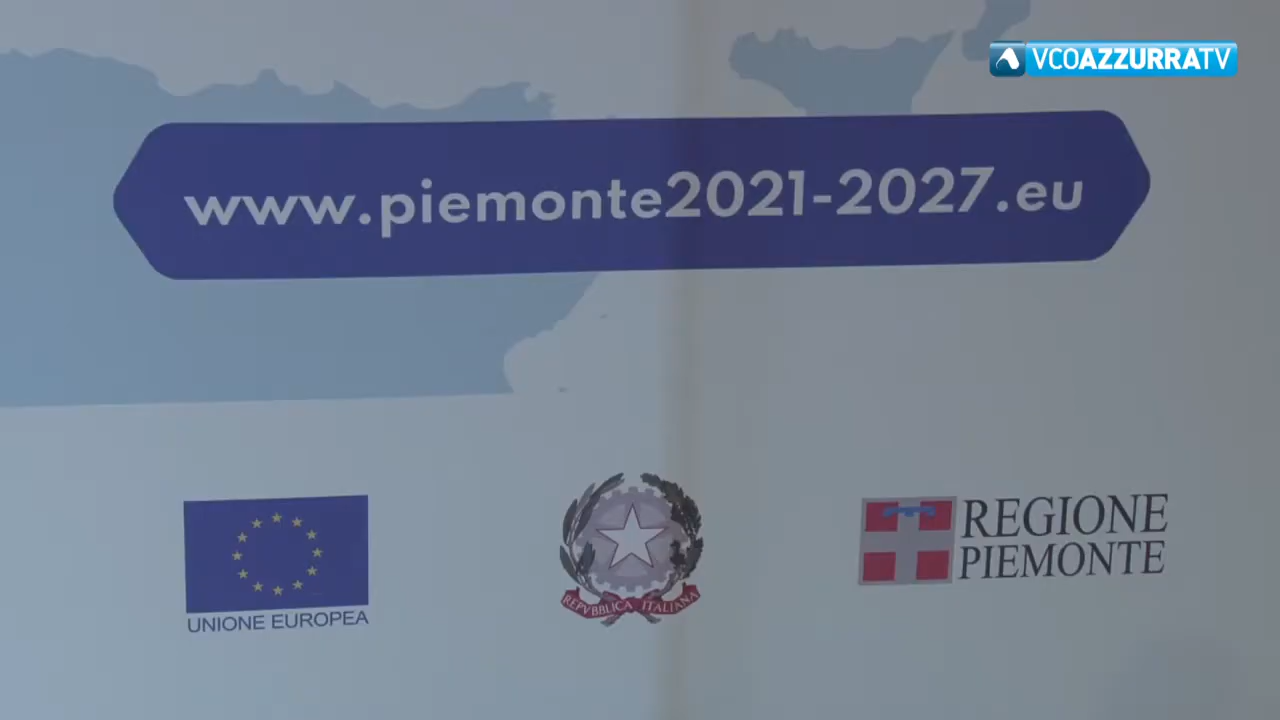 VCOAZZURRATV
www.piemonte2021-2027.eu
UNIONE EUROPEA
REPVBBLICA ITALIANA
REGIONE
PIEMONTE